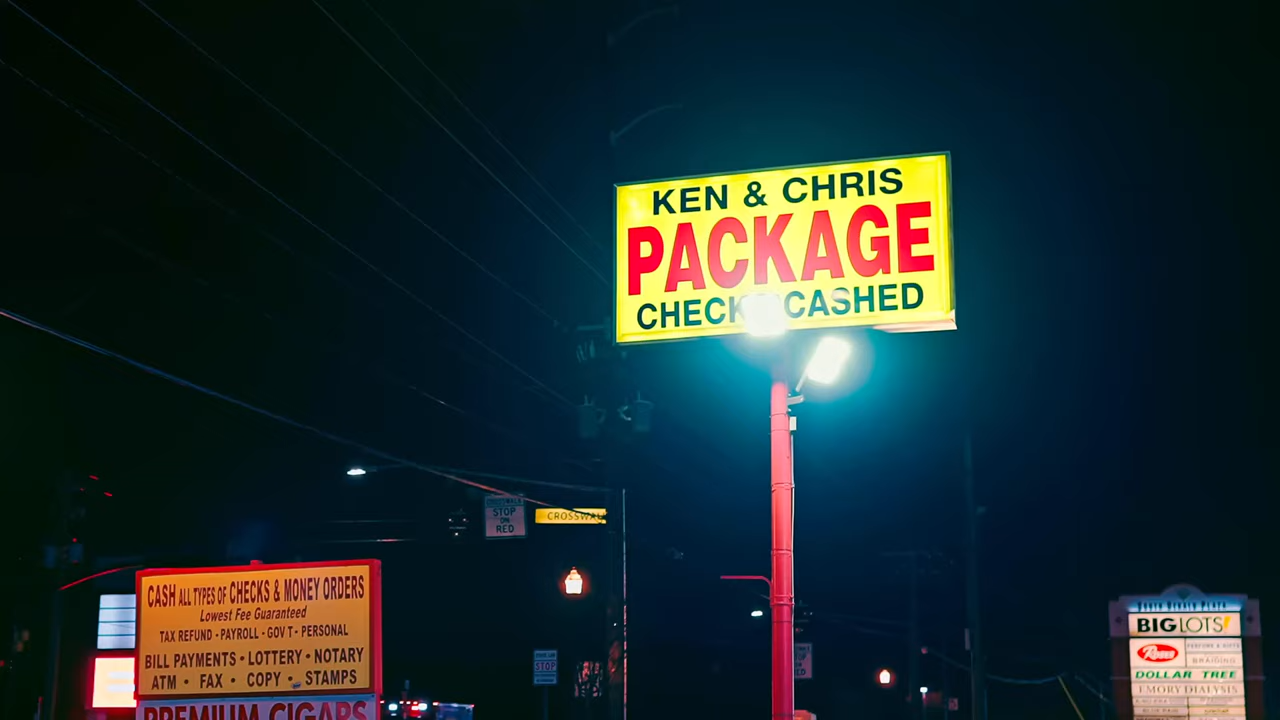 KEN & CHRIS
PACKAGE
CHECK CASHED
CROSSWALK
STOP
ON
RED
CASH ALL TYPES OF CHECKS & MONEY ORDERS
Lowest Fee Guaranteed
TAX REFUND - PAYROLL - GOV T - PERSONAL
BILL PAYMENTS • LOTTERY • NOTARY
ATM • FAX • COPY • STAMPS
PREMIUM CIGARS
STOP
BIG LOTS!
Ross
BRAIDING
DOLLAR TREE
EMORY DIALYSIS